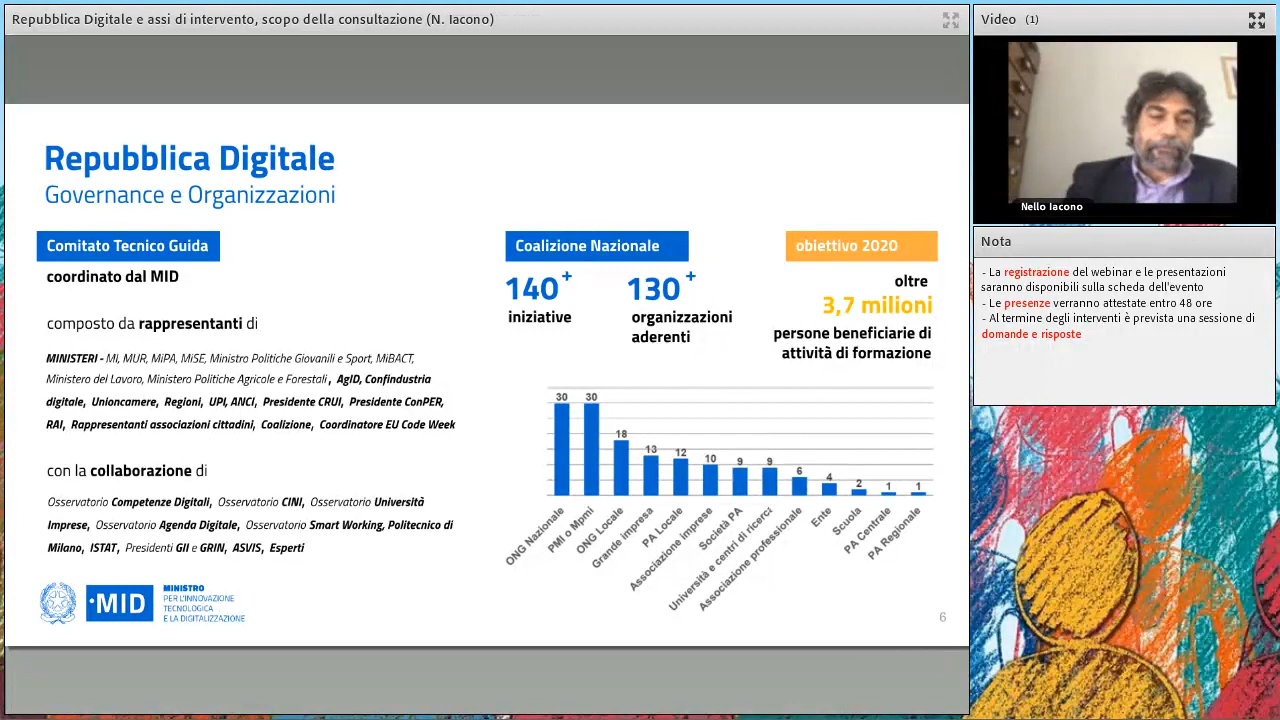 Repubblica Digitale e assi di intervento, scopo della consultazione (N. Iacono)
Repubblica Digitale
Governance e Organizzazioni
Comitato Tecnico Guida
coordinato dal MID
composto da rappresentanti di
MINISTERI - MI, MUR, MiPA, MiSE, Ministro Politiche Giovanili e Sport, MiBACT,
Ministero del Lavoro, Ministero Politiche Agricole e Forestali, AgID, Confindustria
digitale, Unioncamere, Regioni, UPI, ANCI, Presidente CRUI, Presidente ConPER,
RAI, Rappresentanti associazioni cittadini, Coalizione, Coordinatore EU Code Week
con la collaborazione di
Osservatorio Competenze Digitali, Osservatorio CINI, Osservatorio Università
Imprese, Osservatorio Agenda Digitale, Osservatorio Smart Working, Politecnico di
Milano, ISTAT, Presidenti GII e GRIN, ASVIS, Esperti
MID
MINISTRO
PER L'INNOVAZIONE
TECNOLOGICA
E LA DIGITALIZZAZIONE
Coalizione Nazionale
140+
iniziative
130+
organizzazioni
aderenti
obiettivo 2020
oltre
3,7 milioni
persone beneficiarie di
attività di formazione
30 30 18 13 12 10 9 9 6 4 2 1 1
ONG Nazionale
PMI o Mpmi
ONG Locale
Grande impresa
PA Locale
Associazione imprese
Società PA
Università e centri di ricerci
Associazione professionale
Ente
Scuola
PA Centrale
PA Regionale
6
Video (1)
Nello Iacono
Nota
- La registrazione del webinar e le presentazioni
saranno disponibili sulla scheda dell'evento
- Le presenze verranno attestate entro 48 ore
- Al termine degli interventi è prevista una sessione di
domande e risposte